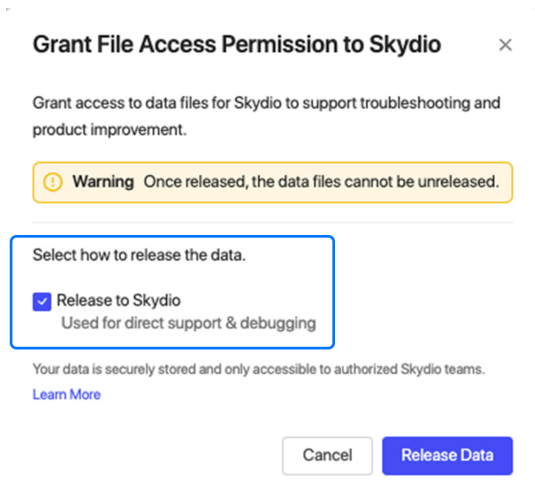 Grant File Access Permission to Skydio
Grant access to data files for Skydio to support troubleshooting and
product improvement.
Warning Once released, the data files cannot be unreleased.
Select how to release the data.
Release to Skydio
Used for direct support & debugging
Your data is securely stored and only accessible to authorized Skydio teams.
Learn More
Cancel Release Data